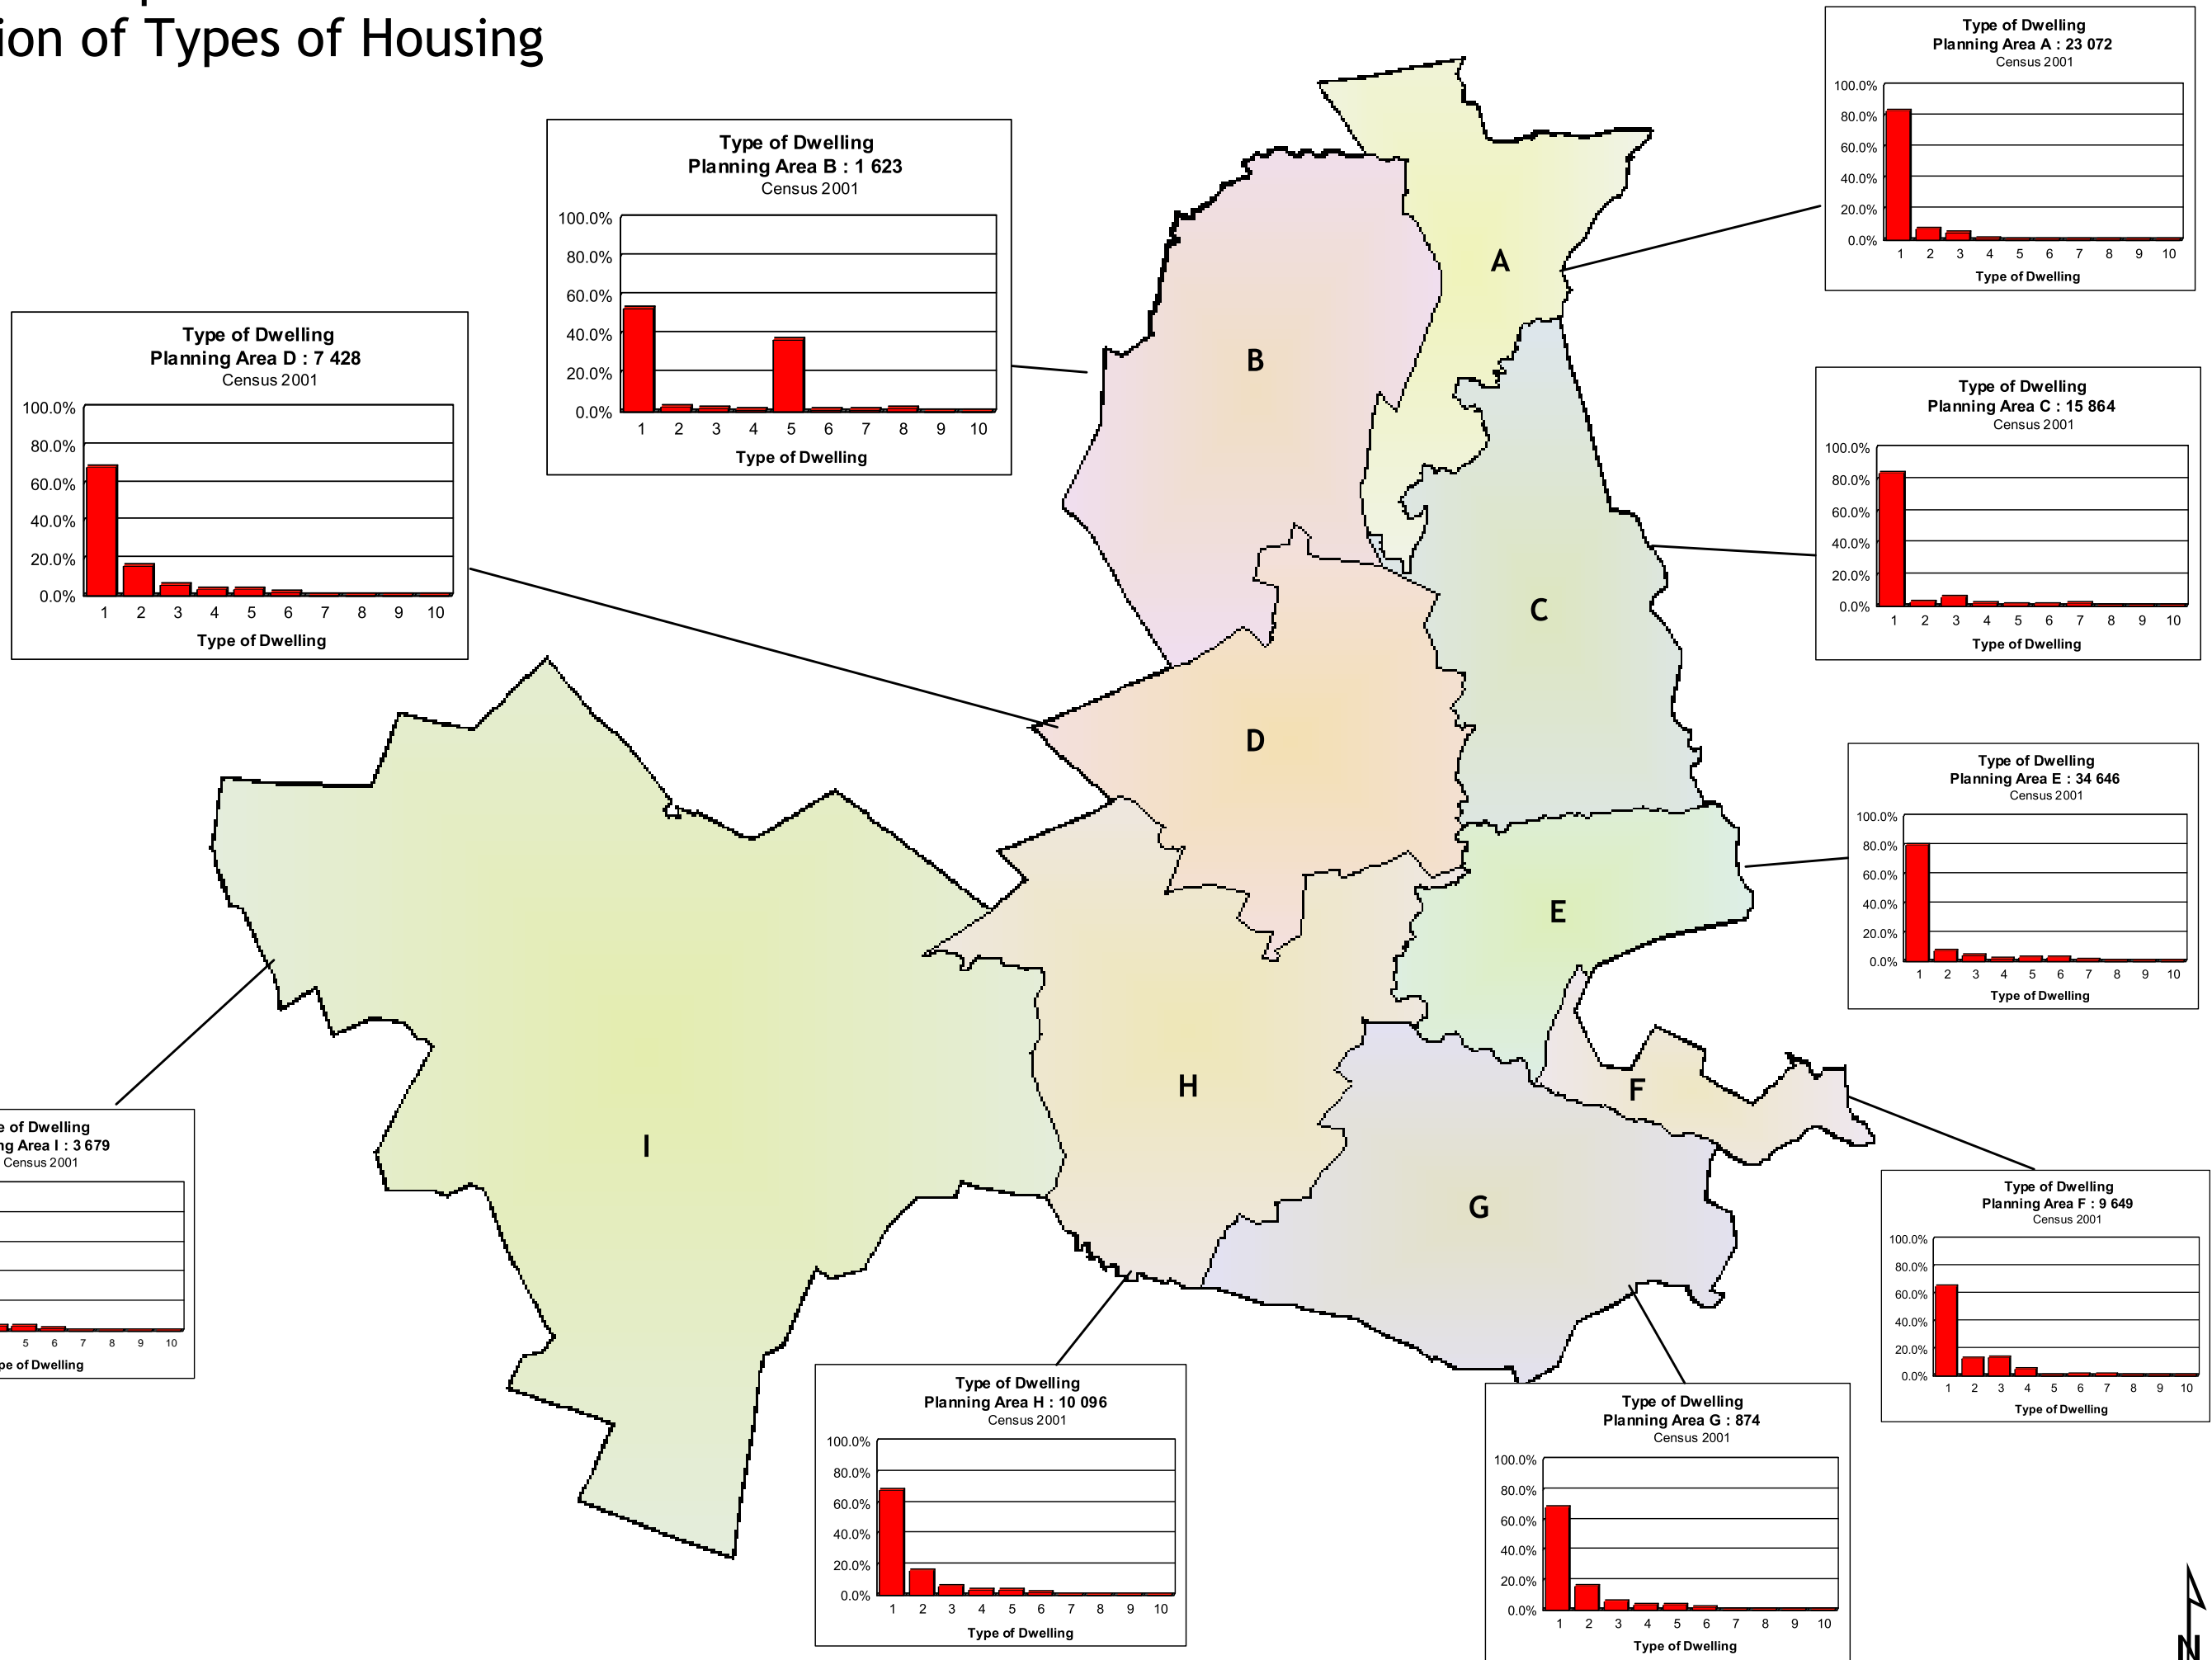 ion of Types of Housing
Type of Dwelling
Planning Area A : 23 072
Census 2001
100.0%
80.0%
60.0%
40.0%
20.0%
0.0%
1 2 3 4 5 6 7 8 9 10
Type of Dwelling
Type of Dwelling
Planning Area B : 1 623
Census 2001
100.0%
80.0%
60.0%
40.0%
20.0%
0.0%
1 2 3 4 5 6 7 8 9 10
Type of Dwelling
Type of Dwelling
Planning Area D : 7 428
Census 2001
100.0%
80.0%
60.0%
40.0%
20.0%
0.0%
1 2 3 4 5 6 7 8 9 10
Type of Dwelling
Type of Dwelling
Planning Area C : 15 864
Census 2001
100.0%
80.0%
60.0%
40.0%
20.0%
0.0%
1 2 3 4 5 6 7 8 9 10
Type of Dwelling
A
B
C
D
E
F
H
I
G
Type of Dwelling
Planning Area E : 34 646
Census 2001
100.0%
80.0%
60.0%
40.0%
20.0%
0.0%
1 2 3 4 5 6 7 8 9 10
Type of Dwelling
e of Dwelling
ng Area I : 3 679
Census 2001
5 6 7 8 9 10
pe of Dwelling
Type of Dwelling
Planning Area F : 9 649
Census 2001
100.0%
80.0%
60.0%
40.0%
20.0%
0.0%
1 2 3 4 5 6 7 8 9 10
Type of Dwelling
Type of Dwelling
Planning Area H : 10 096
Census 2001
100.0%
80.0%
60.0%
40.0%
20.0%
0.0%
1 2 3 4 5 6 7 8 9 10
Type of Dwelling
Type of Dwelling
Planning Area G : 874
Census 2001
100.0%
80.0%
60.0%
40.0%
20.0%
0.0%
1 2 3 4 5 6 7 8 9 10
Type of Dwelling
N